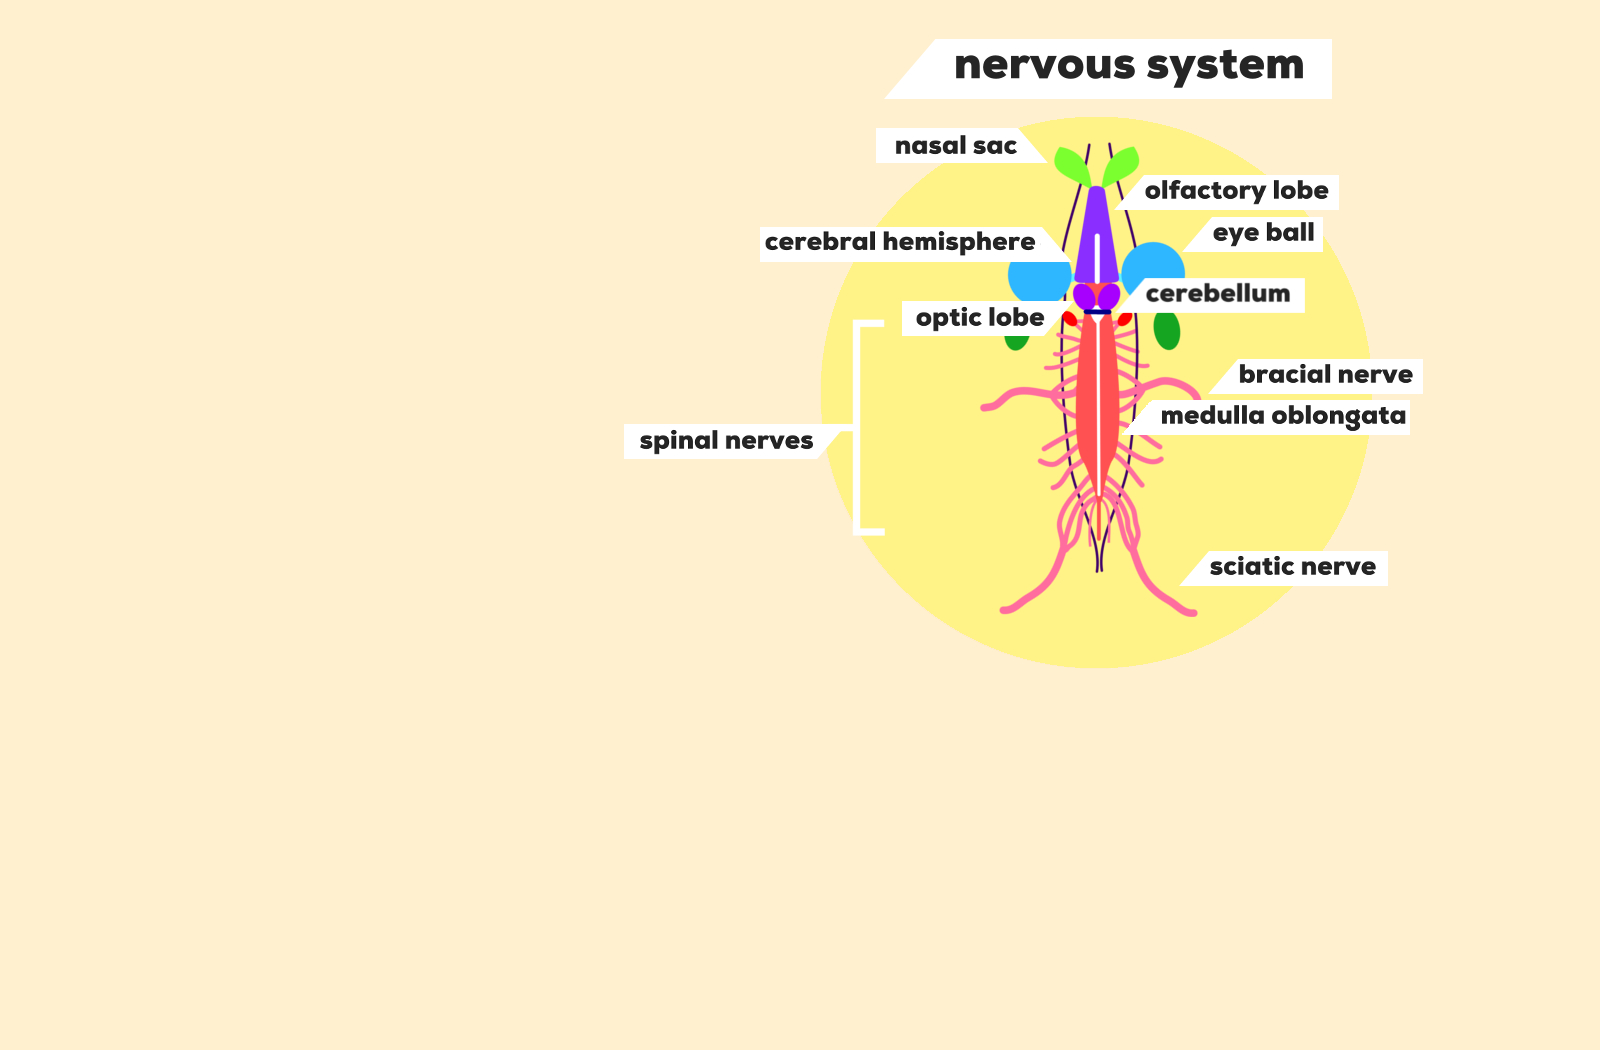 nervous system
nasal sac
olfactory lobe
eye ball
cerebral hemisphere
cerebellum
optic lobe
bracial nerve
medulla oblongata
spinal nerves
sciatic nerve